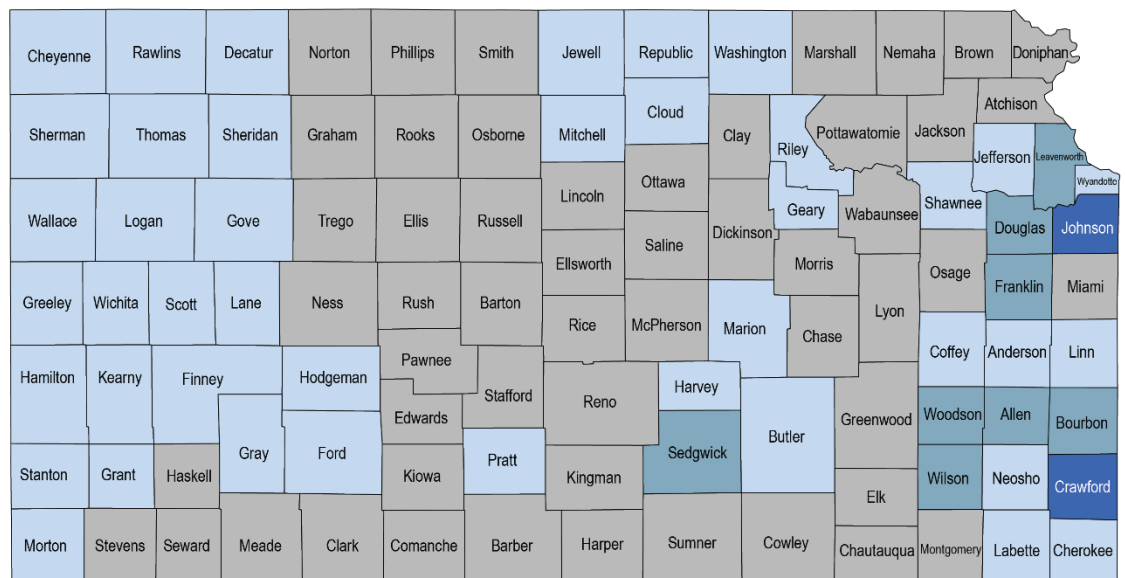 Cheyenne
Rawlins
Decatur
Norton
Phillips
Smith
Jewell
Republic
Washington
Marshall
Nemaha
Brown
Doniphan
Sherman
Thomas
Sheridan
Graham
Rooks
Osborne
Mitchell
Cloud
Clay
Riley
Pottawatomie
Jackson
Atchison
Jefferson
Leavenworth
Wyandotte
Wallace
Logan
Gove
Trego
Ellis
Russell
Lincoln
Ottawa
Saline
Dickinson
Geary
Wabaunsee
Shawnee
Douglas
Johnson
Greeley
Wichita
Scott
Lane
Ness
Rush
Barton
Ellsworth
Rice
McPherson
Marion
Morris
Chase
Lyon
Osage
Franklin
Miami
Hamilton
Kearny
Finney
Hodgeman
Pawnee
Stafford
Edwards
Reno
Harvey
Butler
Greenwood
Coffey
Anderson
Linn
Woodson
Allen
Bourbon
Stanton
Grant
Haskell
Gray
Ford
Kiowa
Pratt
Kingman
Sedgwick
Elk
Wilson
Neosho
Crawford
Morton
Stevens
Seward
Meade
Clark
Comanche
Barber
Harper
Sumner
Cowley
Chautauqua
Montgomery
Labette
Cherokee